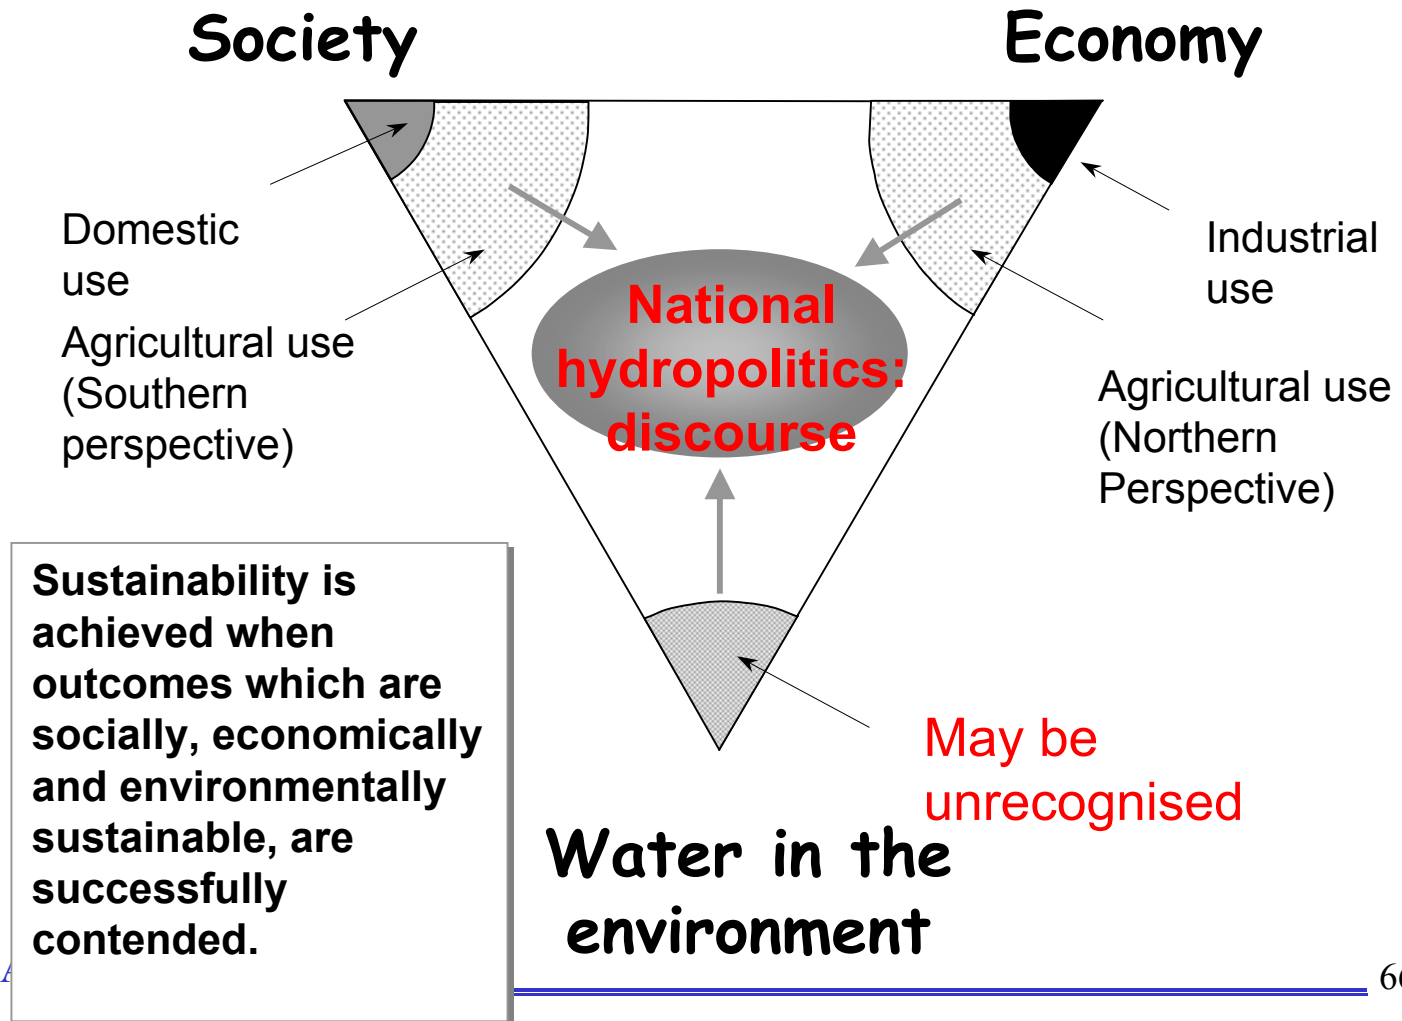 Society
Economy
Domestic
use
Agricultural use
(Southern
perspective)
Industrial
use
Agricultural use
(Northern
Perspective)
National
hydropolitics:
discourse
Sustainability is
achieved when
outcomes which are
socially, economically
and environmentally
sustainable, are
successfully
contended.
May be
unrecognised
Water in the
environment